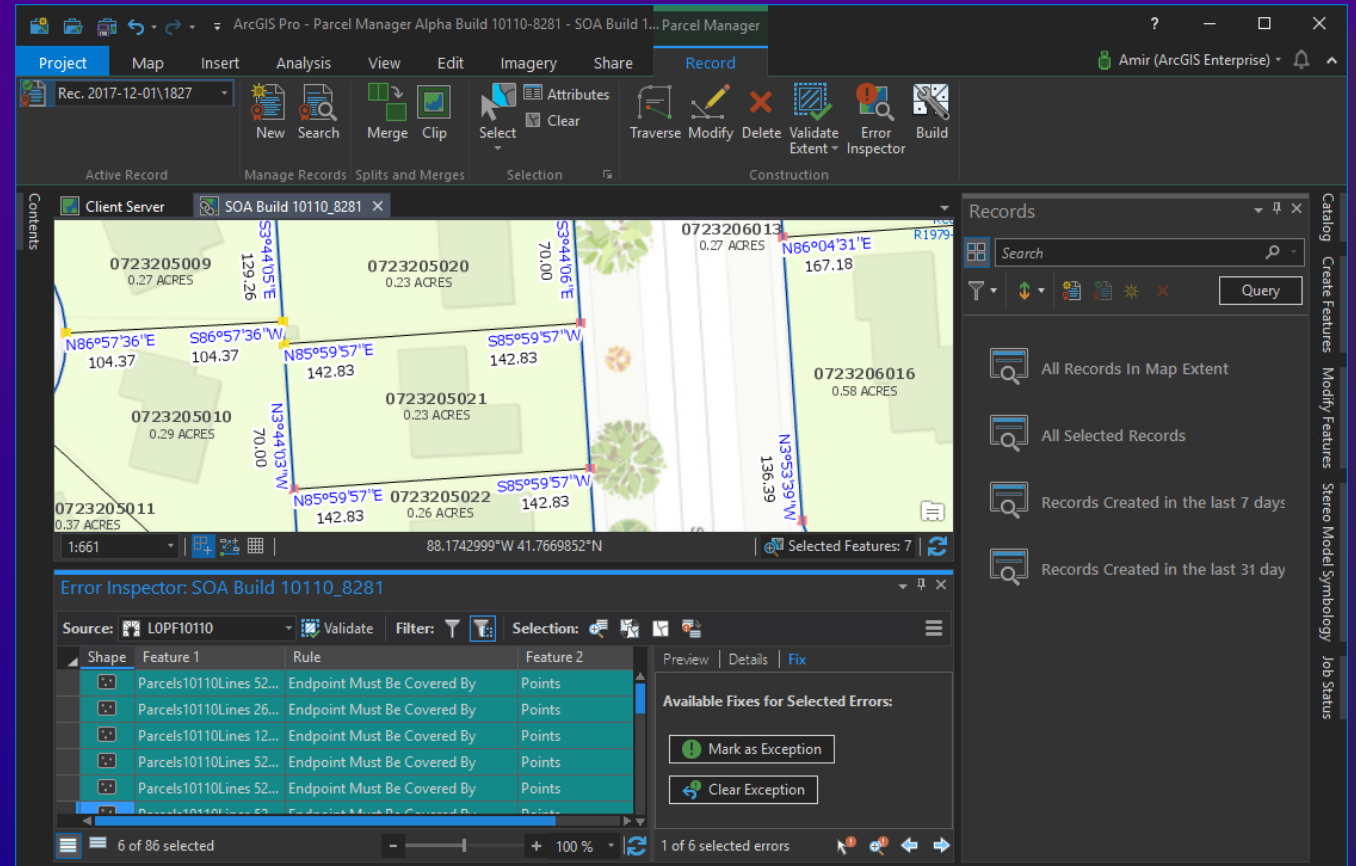 ArcGIS Pro - Parcel Manager Alpha Build 10110-8281 - SOA Build 1... Parcel Manager ?
Project Map Insert Analysis View Edit Imagery Share Record Amir (ArcGIS Enterprise)
Rec. 2017-12-01\1827
New Search Merge Clip Select Attributes Clear Traverse Modify Delete Validate Extent Error Inspector Build
Active Record Manage Records Splits and Merges Selection Construction
Contents
Client Server SOA Build 10110_8281
0723205009
0.27 ACRES
S3°44'05"E
129.26
0723205020
0.23 ACRES
S3°44'06"E
70.00
0723206013
0.27 ACRES
N86°04'31"E
167.18
R1979-
N86°57'36"E
104.37
S86°57'36"W
104.37
N85°59'57"E
142.83
S85°59'57"W
142.83
0723206016
0.58 ACRES
0723205010
0.29 ACRES
N3°44'03"W
70.00
0723205021
0.23 ACRES
N3°53'39"W
136.39
0723205011
0.37 ACRES
N85°59'57"E
142.83
0723205022
0.26 ACRES
S85°59'57"W
142.83
1:661 88.1742999°W 41.7669852°N Selected Features: 7
Error Inspector: SOA Build 10110_8281
Source: L0PF10110 Validate Filter: Selection:
Shape Feature 1 Rule Feature 2
Parcels10110Lines 52... Endpoint Must Be Covered By Points
Parcels10110Lines 26... Endpoint Must Be Covered By Points
Parcels10110Lines 12... Endpoint Must Be Covered By Points
Parcels10110Lines 52... Endpoint Must Be Covered By Points
Parcels10110Lines 52... Endpoint Must Be Covered By Points
Parcels10110Lines 52... Endpoint Must Be Covered By Points
6 of 86 selected 100 %
Preview Details Fix
Available Fixes for Selected Errors:
Mark as Exception
Clear Exception
1 of 6 selected errors
Records
Search
Query
All Records In Map Extent
All Selected Records
Records Created in the last 7 days
Records Created in the last 31 day
Catalog
Create Features
Modify Features
Stereo Model Symbology
Job Status